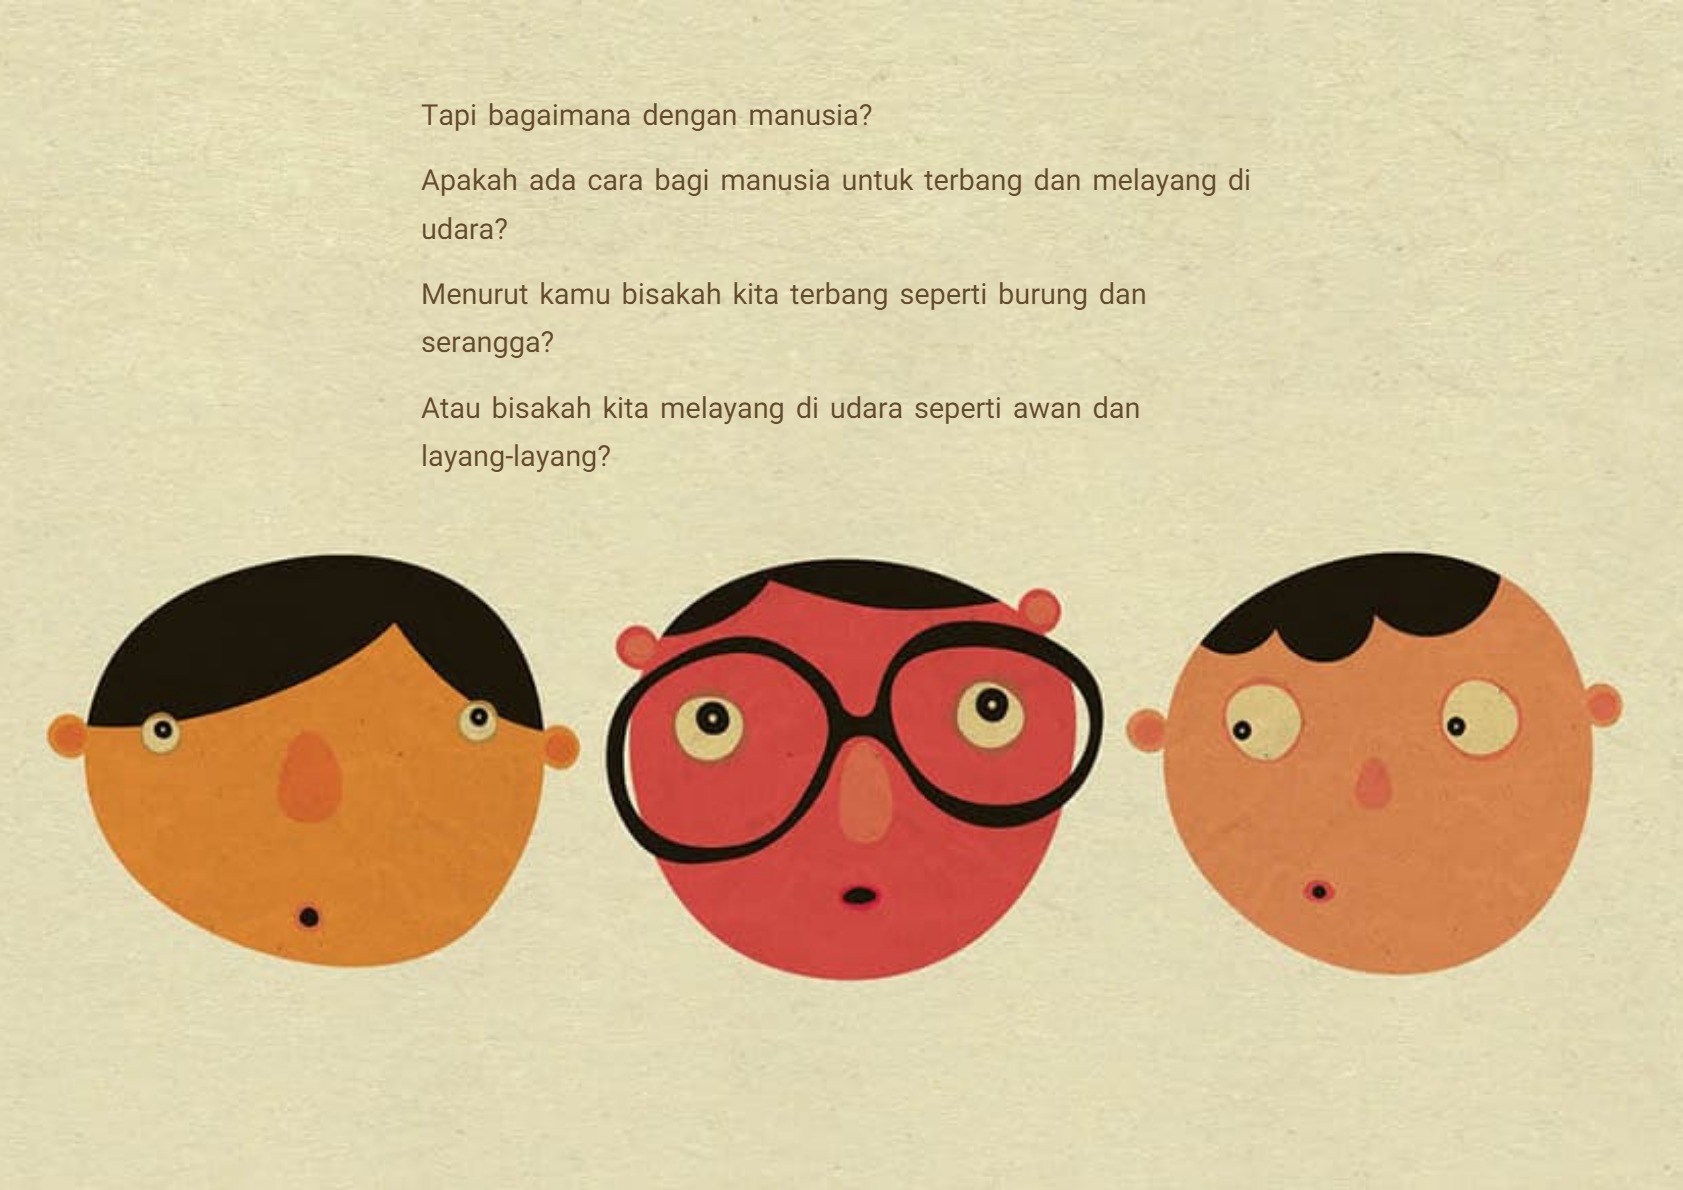 Tapi bagaimana dengan manusia?
Apakah ada cara bagi manusia untuk terbang dan melayang di
udara?
Menurut kamu bisakah kita terbang seperti burung dan
serangga?
Atau bisakah kita melayang di udara seperti awan dan
layang-layang?